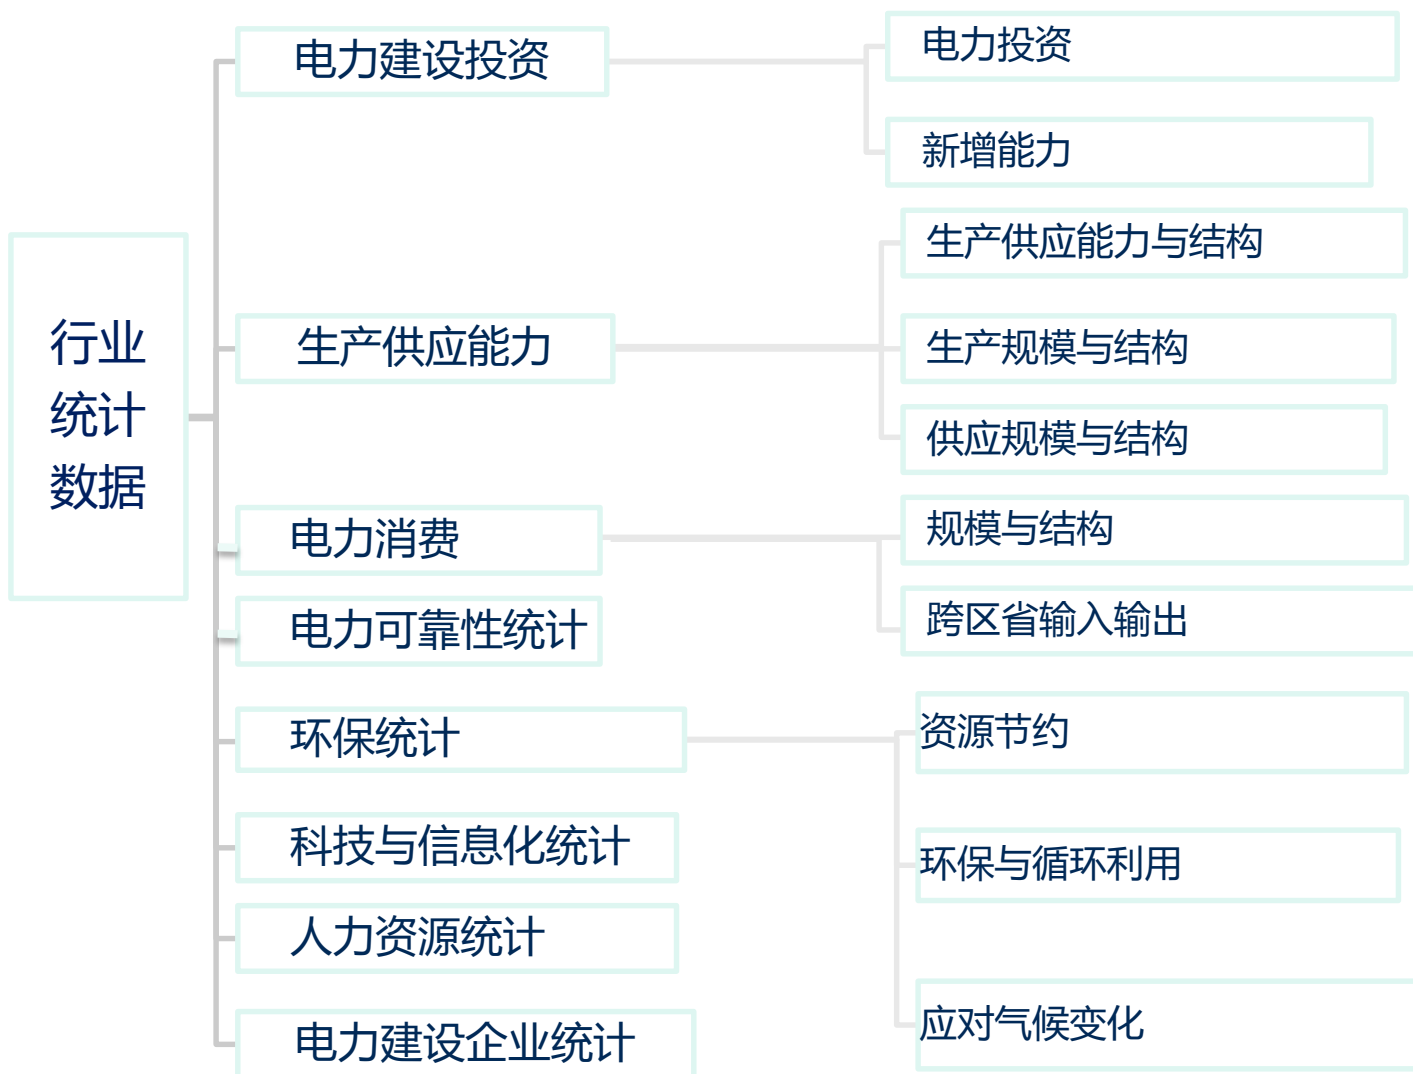 行业
统计
数据
电力建设投资
电力投资
新增能力
生产供应能力
生产供应能力与结构
生产规模与结构
供应规模与结构
电力消费
规模与结构
跨区省输入输出
电力可靠性统计
环保统计
资源节约
环保与循环利用
应对气候变化
科技与信息化统计
人力资源统计
电力建设企业统计